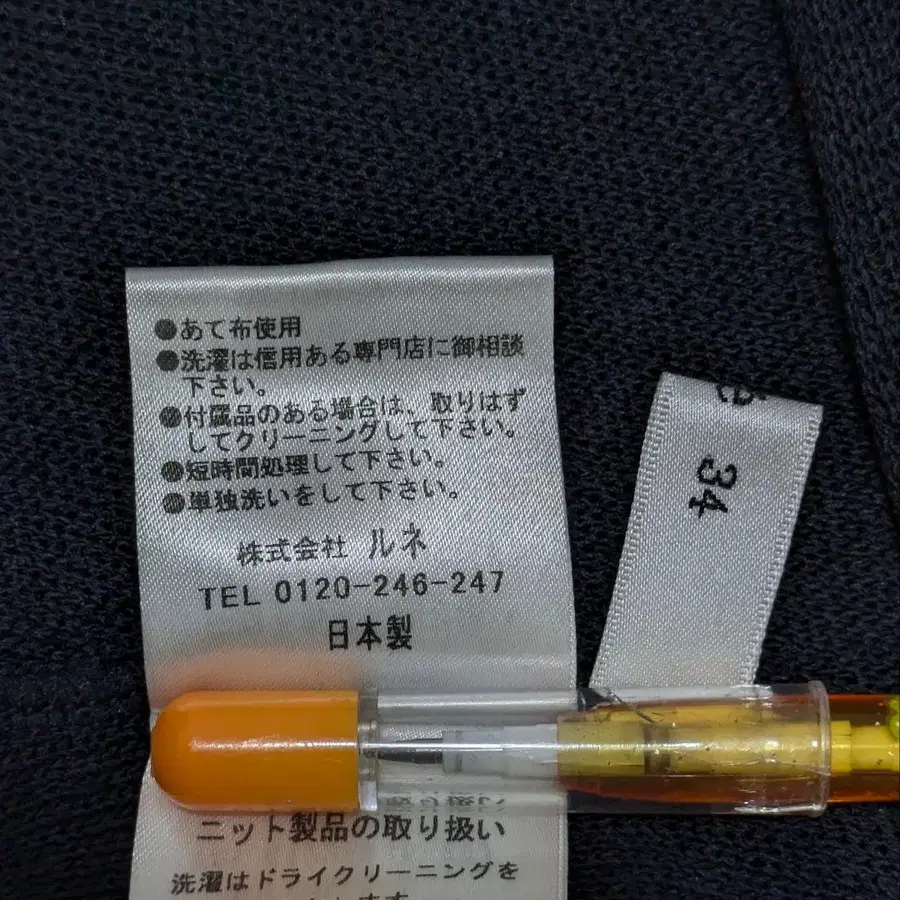 ●あて布使用
●洗濯は信用ある専門店に御相談
下さい。
●付属品のある場合は、取りはず
してクリーニングして下さい。
●短時間処理して下さい。
●単独洗いをして下さい。
株式会社 ルネ
TEL 0120-246-247
日本製
34
ニット製品の取り扱い
洗濯はドライクリーニングを